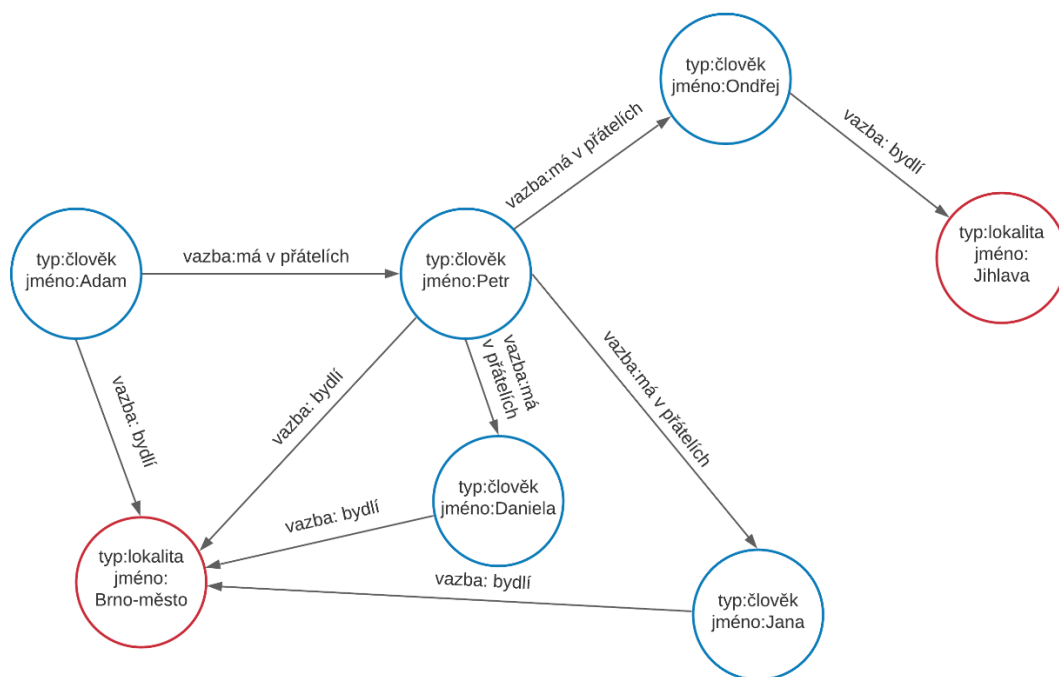 typ:člověk
jméno:Ondřej
vazba: bydlí
vazba:má v přátelích
typ:lokalita
jméno:
Jihlava
typ:člověk
jméno:Adam
vazba:má v přátelích
typ:člověk
jméno:Petr
vazba: bydlí
vazba: bydlí
vazba:má
v přátelích
vazba:má v přátelích
typ:člověk
jméno:Daniela
vazba: bydlí
typ:lokalita
jméno:
Brno-město
vazba: bydlí
typ:člověk
jméno:Jana